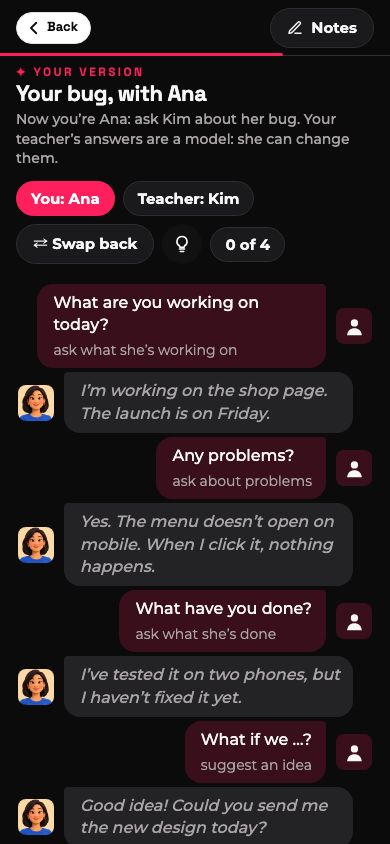 Back
Notes
✦ YOUR VERSION
Your bug, with Ana
Now you’re Ana: ask Kim about her bug. Your
teacher’s answers are a model: she can change
them.
You: Ana
Teacher: Kim
Swap back
0 of 4
What are you working on
today?
ask what she’s working on
I’m working on the shop page.
The launch is on Friday.
Any problems?
ask about problems
Yes. The menu doesn’t open on
mobile. When I click it, nothing
happens.
What have you done?
ask what she’s done
I’ve tested it on two phones, but
I haven’t fixed it yet.
What if we ...?
suggest an idea
Good idea! Could you send me
the new design today?